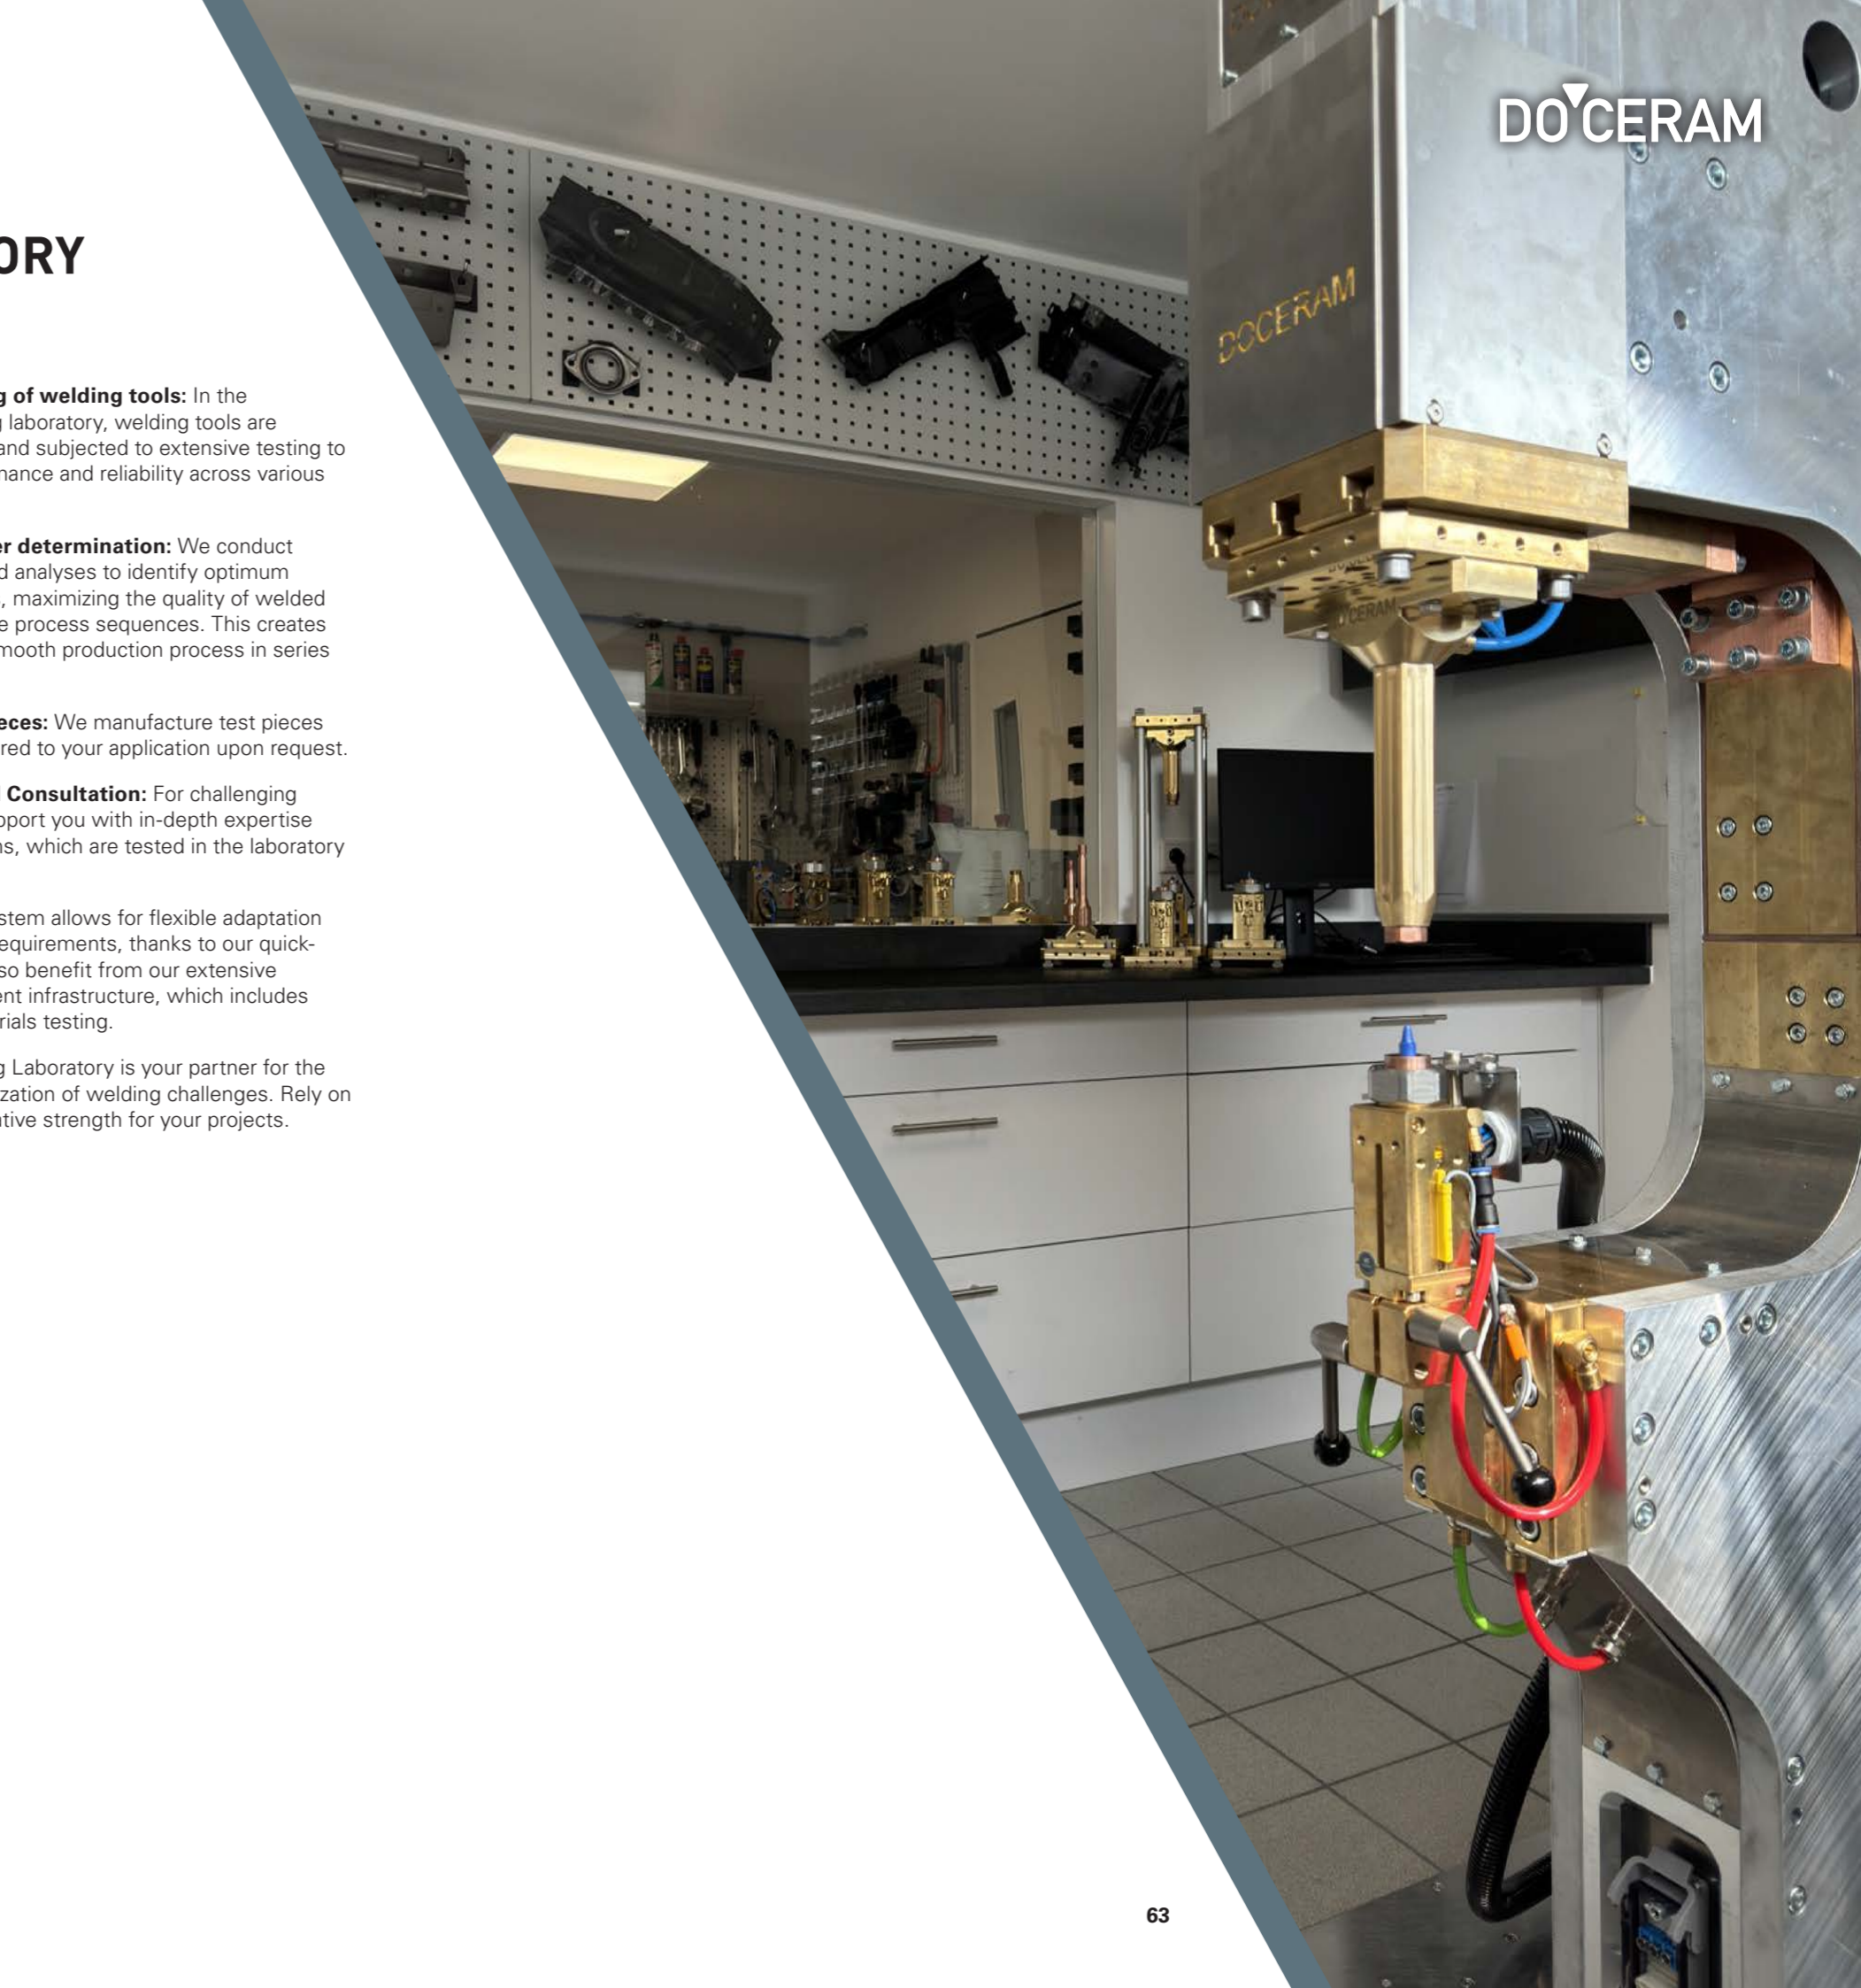 DOCERAM
ORY
DOCERAM
g of welding tools: In the
g laboratory, welding tools are
and subjected to extensive testing to
mance and reliability across various
er determination: We conduct
d analyses to identify optimum
s, maximizing the quality of welded
e process sequences. This creates
mooth production process in series
eces: We manufacture test pieces
red to your application upon request.
l Consultation: For challenging
pport you with in-depth expertise
ns, which are tested in the laboratory
DOCERAM
stem allows for flexible adaptation
requirements, thanks to our quick-
so benefit from our extensive
ent infrastructure, which includes
rials testing.
g Laboratory is your partner for the
zation of welding challenges. Rely on
ative strength for your projects.
63